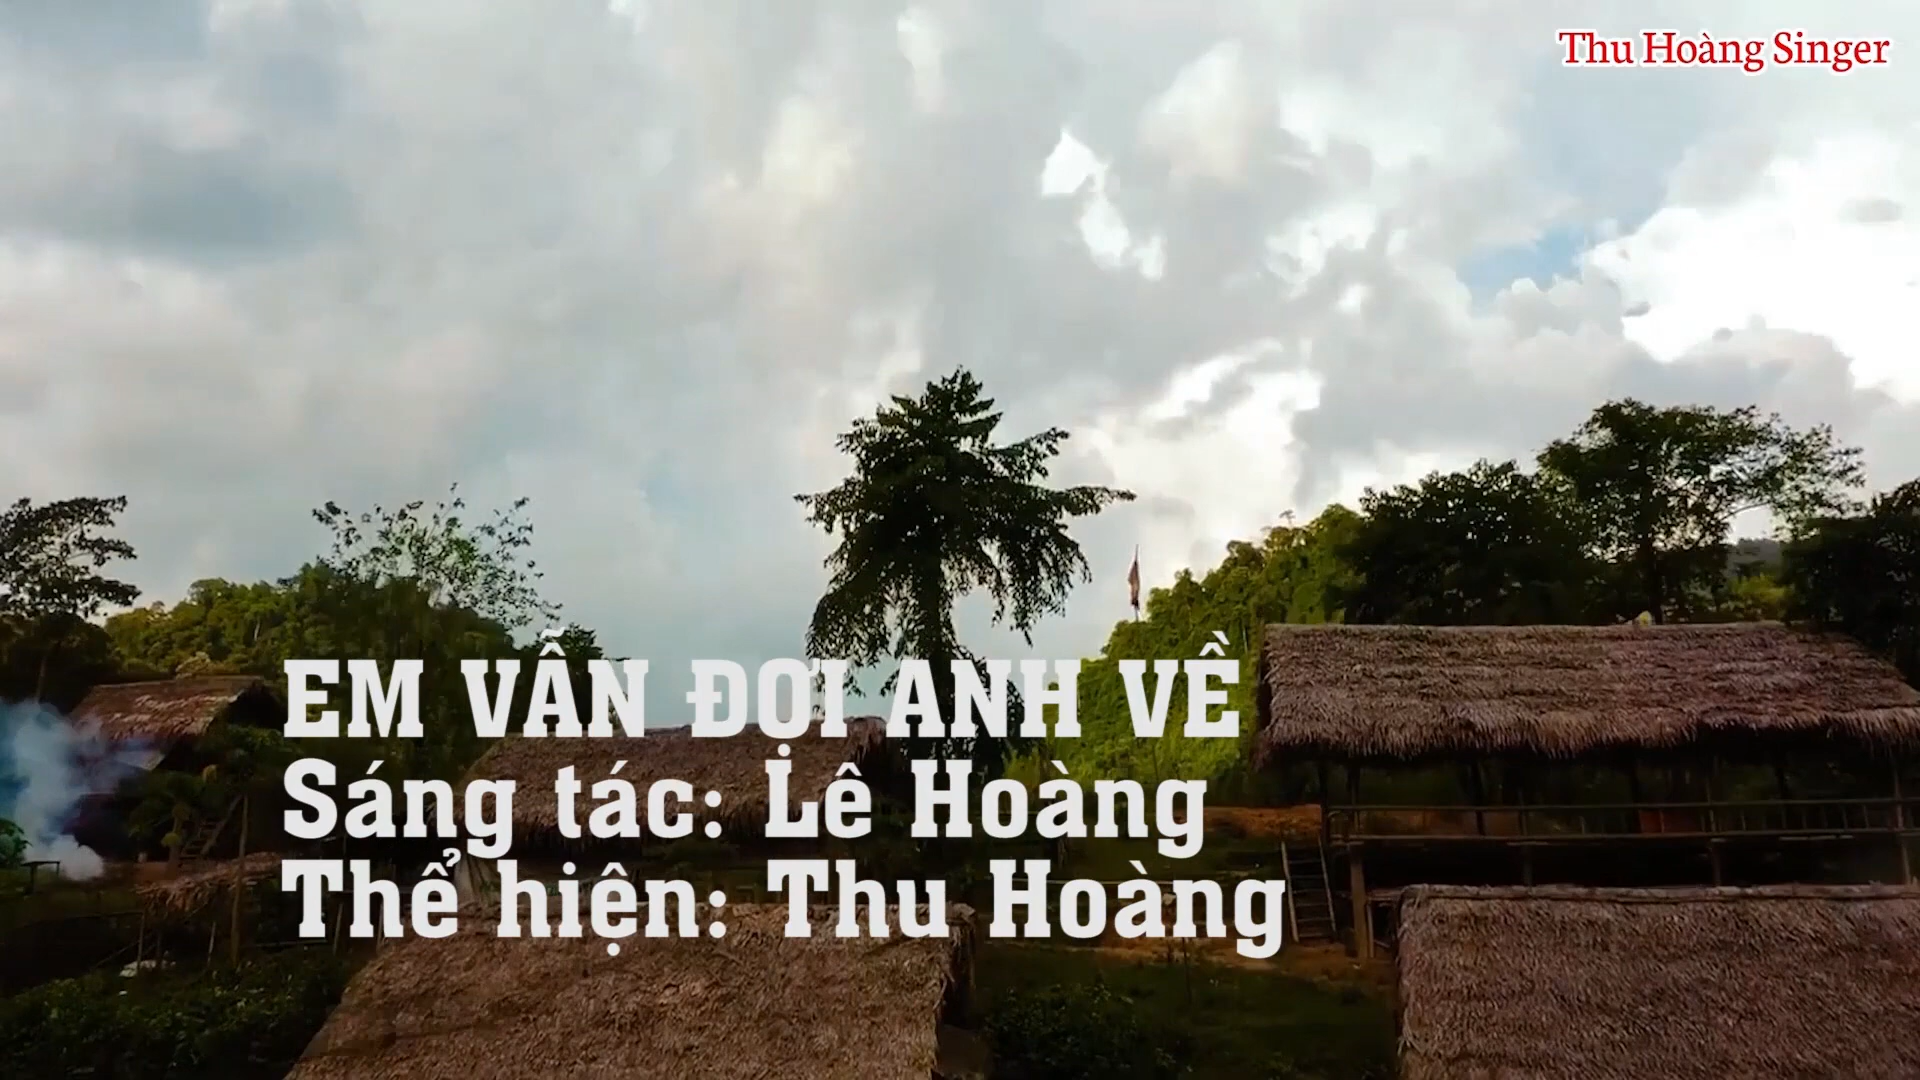 Thu Hoàng Singer
EM VẪN ĐỢI ANH VỀ
Sáng tác: Lê Hoàng
Thể hiện: Thu Hoàng